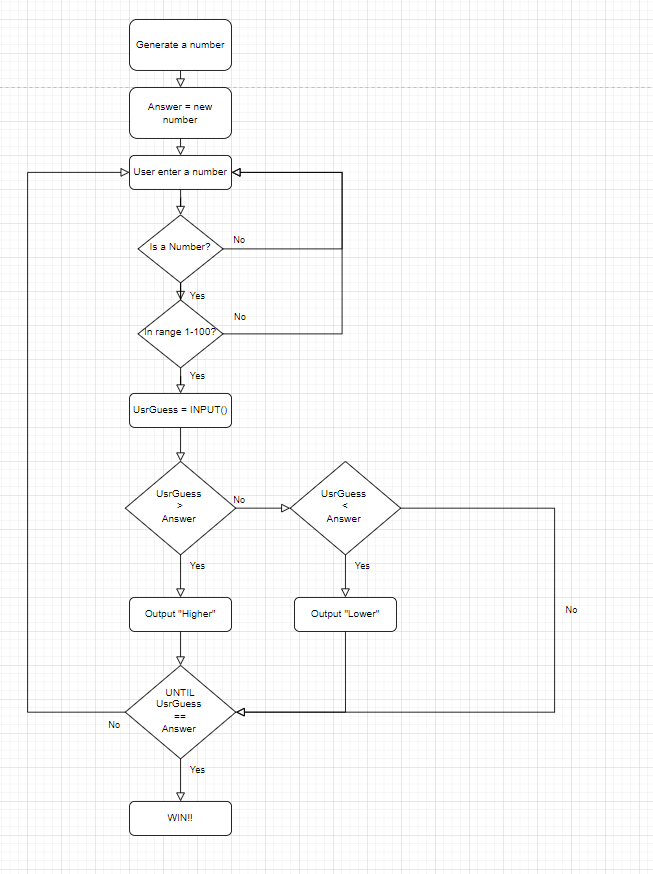 Generate a number
Answer = new
number
User enter a number
Is a Number?
No
Yes
No
In range 1-100?
Yes
UsrGuess = INPUT()
UsrGuess
>
Answer
No
UsrGuess
<
Answer
Yes
Yes
Output "Higher"
Output "Lower"
No
UNTIL
UsrGuess
==
Answer
No
Yes
WIN!!